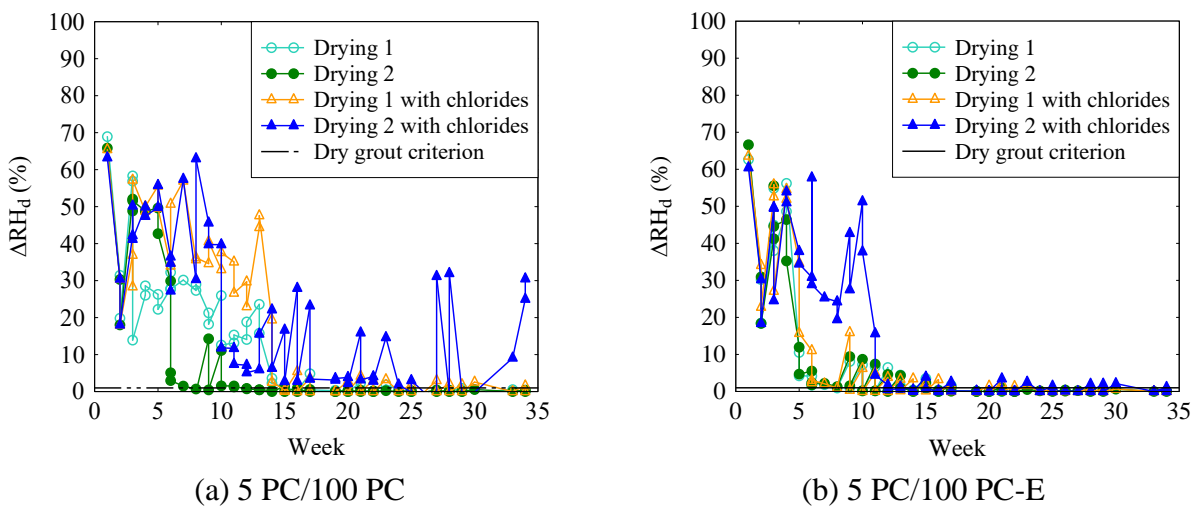 100
90
80
70
60
50
40
30
20
10
0
ΔRHd (%)
0 5 10 15 20 25 30 35
Week
Drying 1
Drying 2
Drying 1 with chlorides
Drying 2 with chlorides
Dry grout criterion
(a) 5 PC/100 PC
100
90
80
70
60
50
40
30
20
10
0
ΔRHd (%)
0 5 10 15 20 25 30 35
Week
Drying 1
Drying 2
Drying 1 with chlorides
Drying 2 with chlorides
Dry grout criterion
(b) 5 PC/100 PC-E